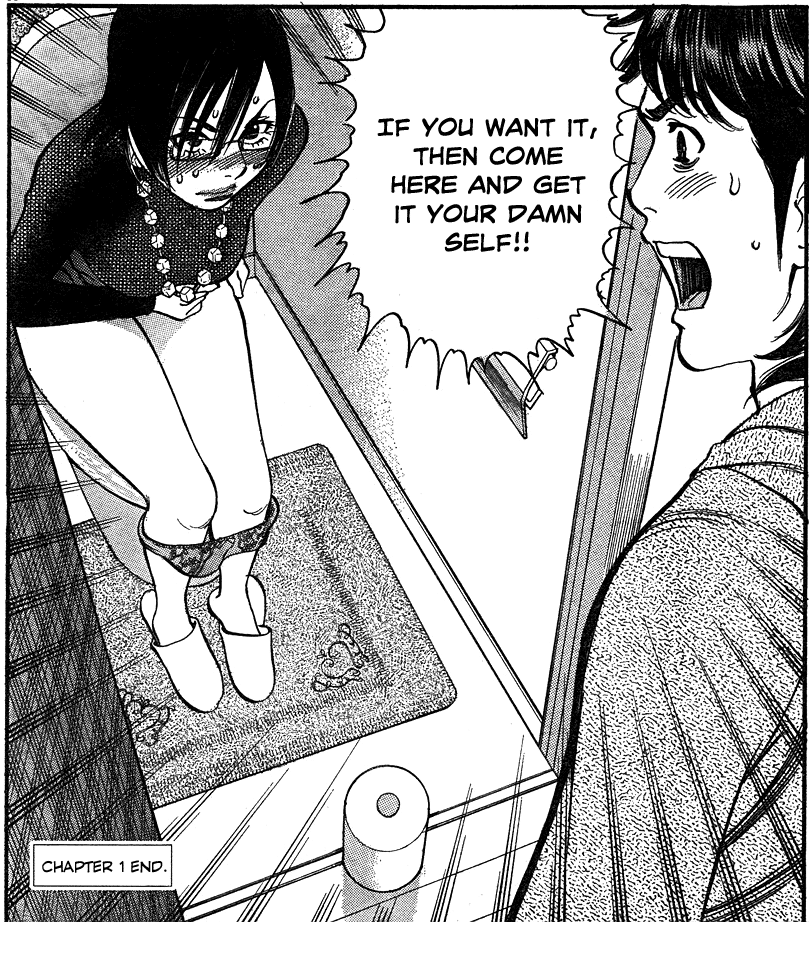 IF YOU WANT IT,
THEN COME
HERE AND GET
IT YOUR DAMN
SELF!!
CHAPTER 1 END.